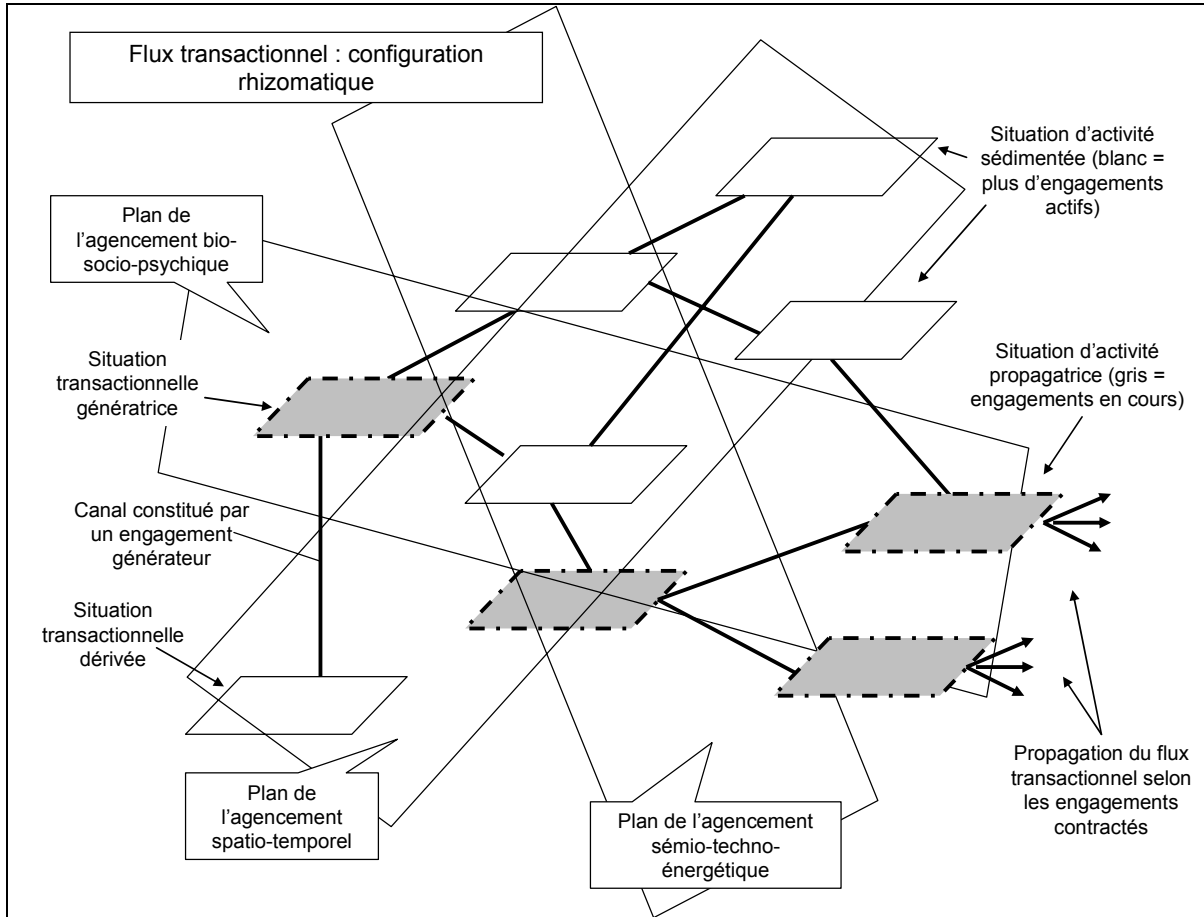 Flux transactionnel : configuration
rhizomatique
Situation d’activité
sédimentée (blanc =
plus d’engagements
actifs)
Plan de
l’agencement bio-
socio-psychique
Situation
transactionnelle
génératrice
Situation d’activité
propagatrice (gris =
engagements en cours)
Canal constitué par
un engagement
générateur
Situation
transactionnelle
dérivée
Plan de
l’agencement
spatio-temporel
Plan de l’agencement
sémio-techno-
énergétique
Propagation du flux
transactionnel selon
les engagements
contractés